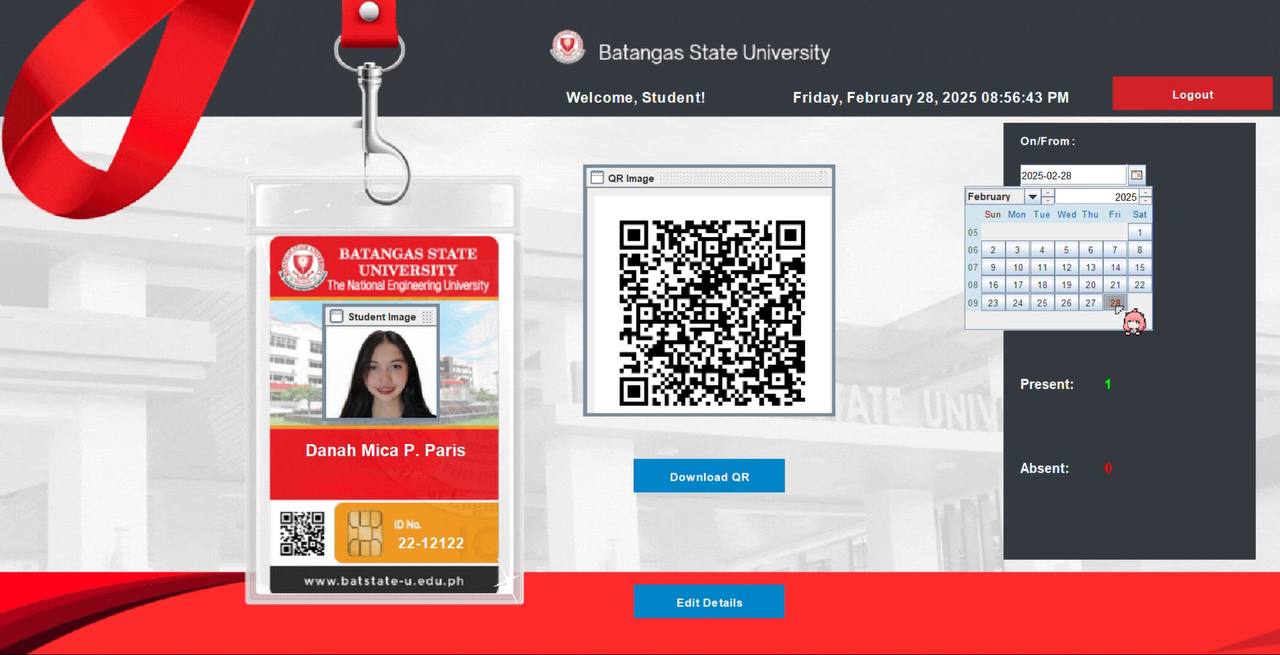 Batangas State University
Welcome, Student!
Friday, February 28, 2025 08:56:43 PM
Logout
BATANGAS STATE
UNIVERSITY
The National Engineering University
Student Image
Danah Mica P. Paris
ID No.
22-12122
www.batstate-u.edu.ph
QR Image
Download QR
Edit Details
On/From :
2025-02-28
February 2025
Sun Mon Tue Wed Thu Fri Sat
05 1
06 2 3 4 5 6 7 8
07 9 10 11 12 13 14 15
08 16 17 18 19 20 21 22
09 23 24 25 26 27 28
Present: 1
Absent: 0
STATE UNIV